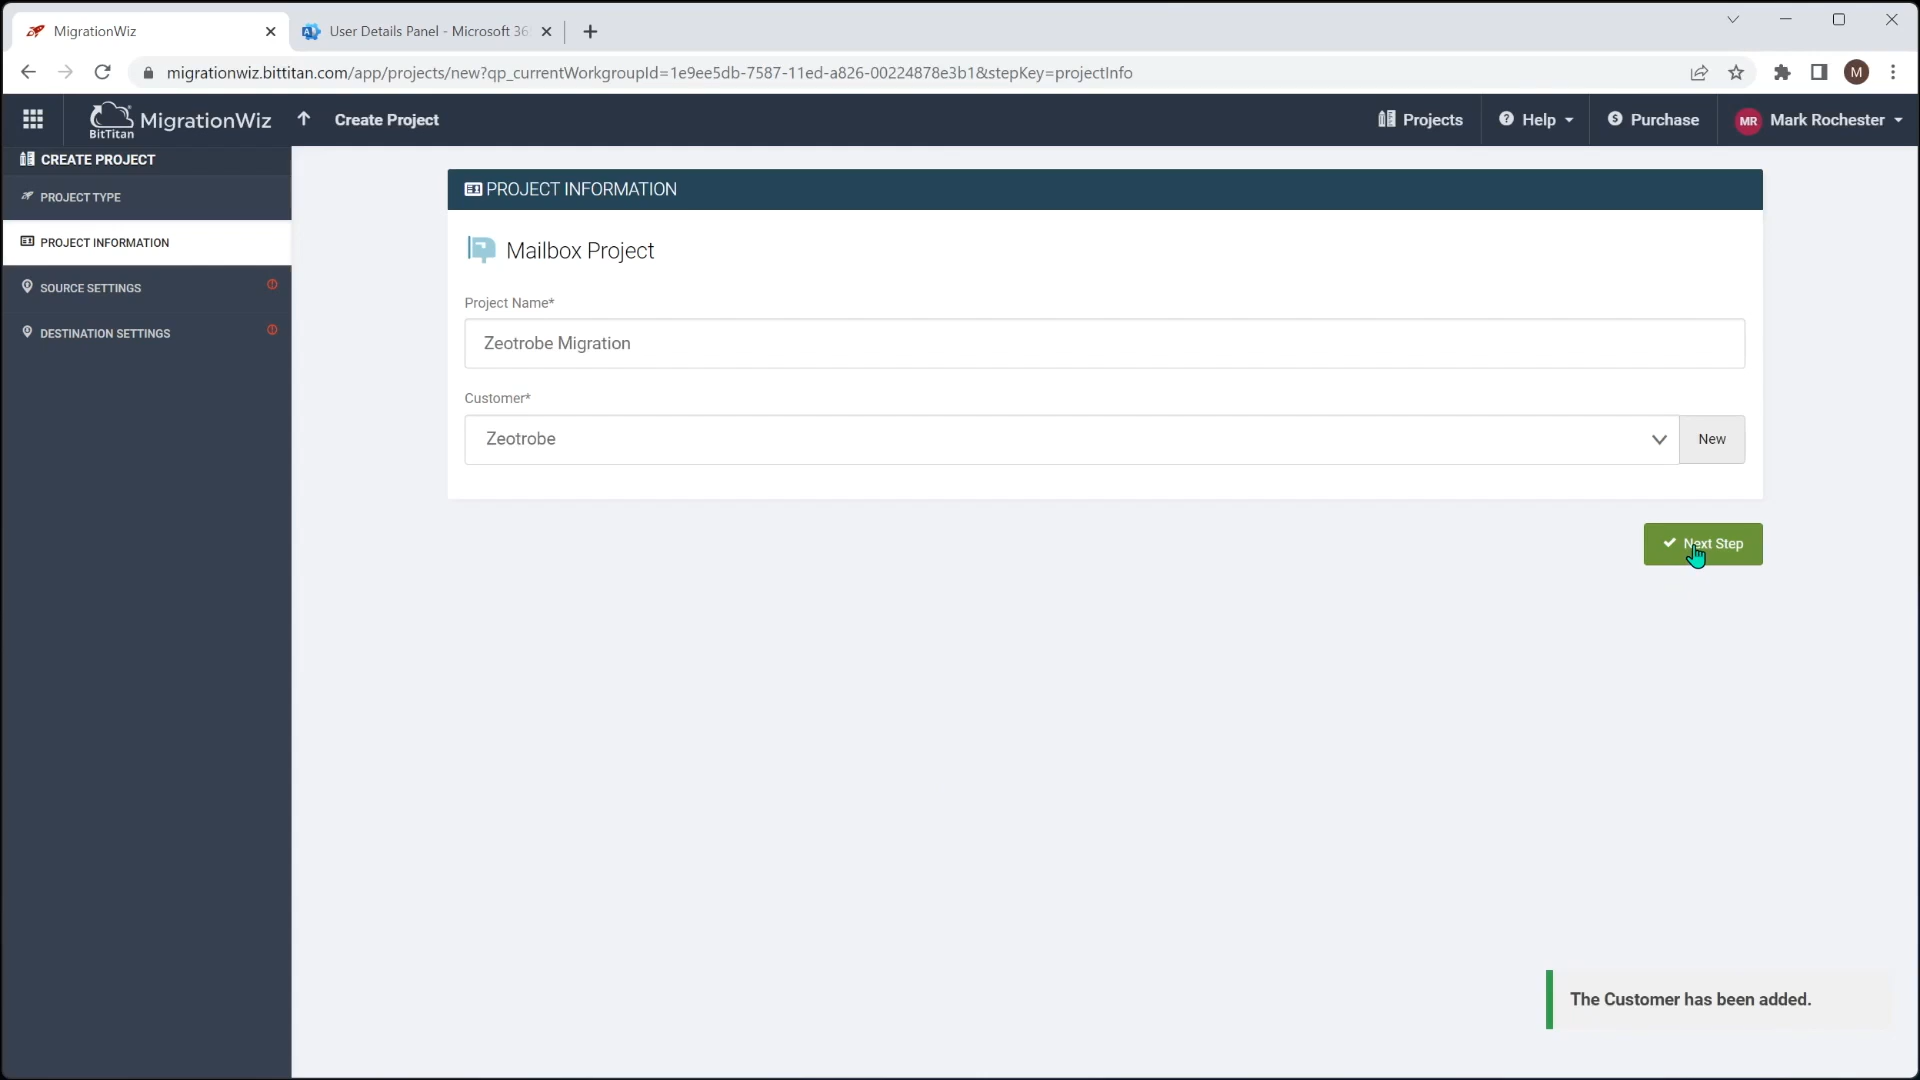 MigrationWiz
User Details Panel - Microsoft 36
migrationwiz.bittitan.com/app/projects/new?qp_currentWorkgroupId=1e9ee5db-7587-11ed-a826-00224878e3b1&stepKey=projectInfo
M
BitTitan
MigrationWiz
Create Project
Projects
Help
Purchase
MR
Mark Rochester
CREATE PROJECT
PROJECT TYPE
PROJECT INFORMATION
SOURCE SETTINGS
DESTINATION SETTINGS
PROJECT INFORMATION
Mailbox Project
Project Name*
Zeotrobe Migration
Customer*
Zeotrobe
New
Next Step
The Customer has been added.